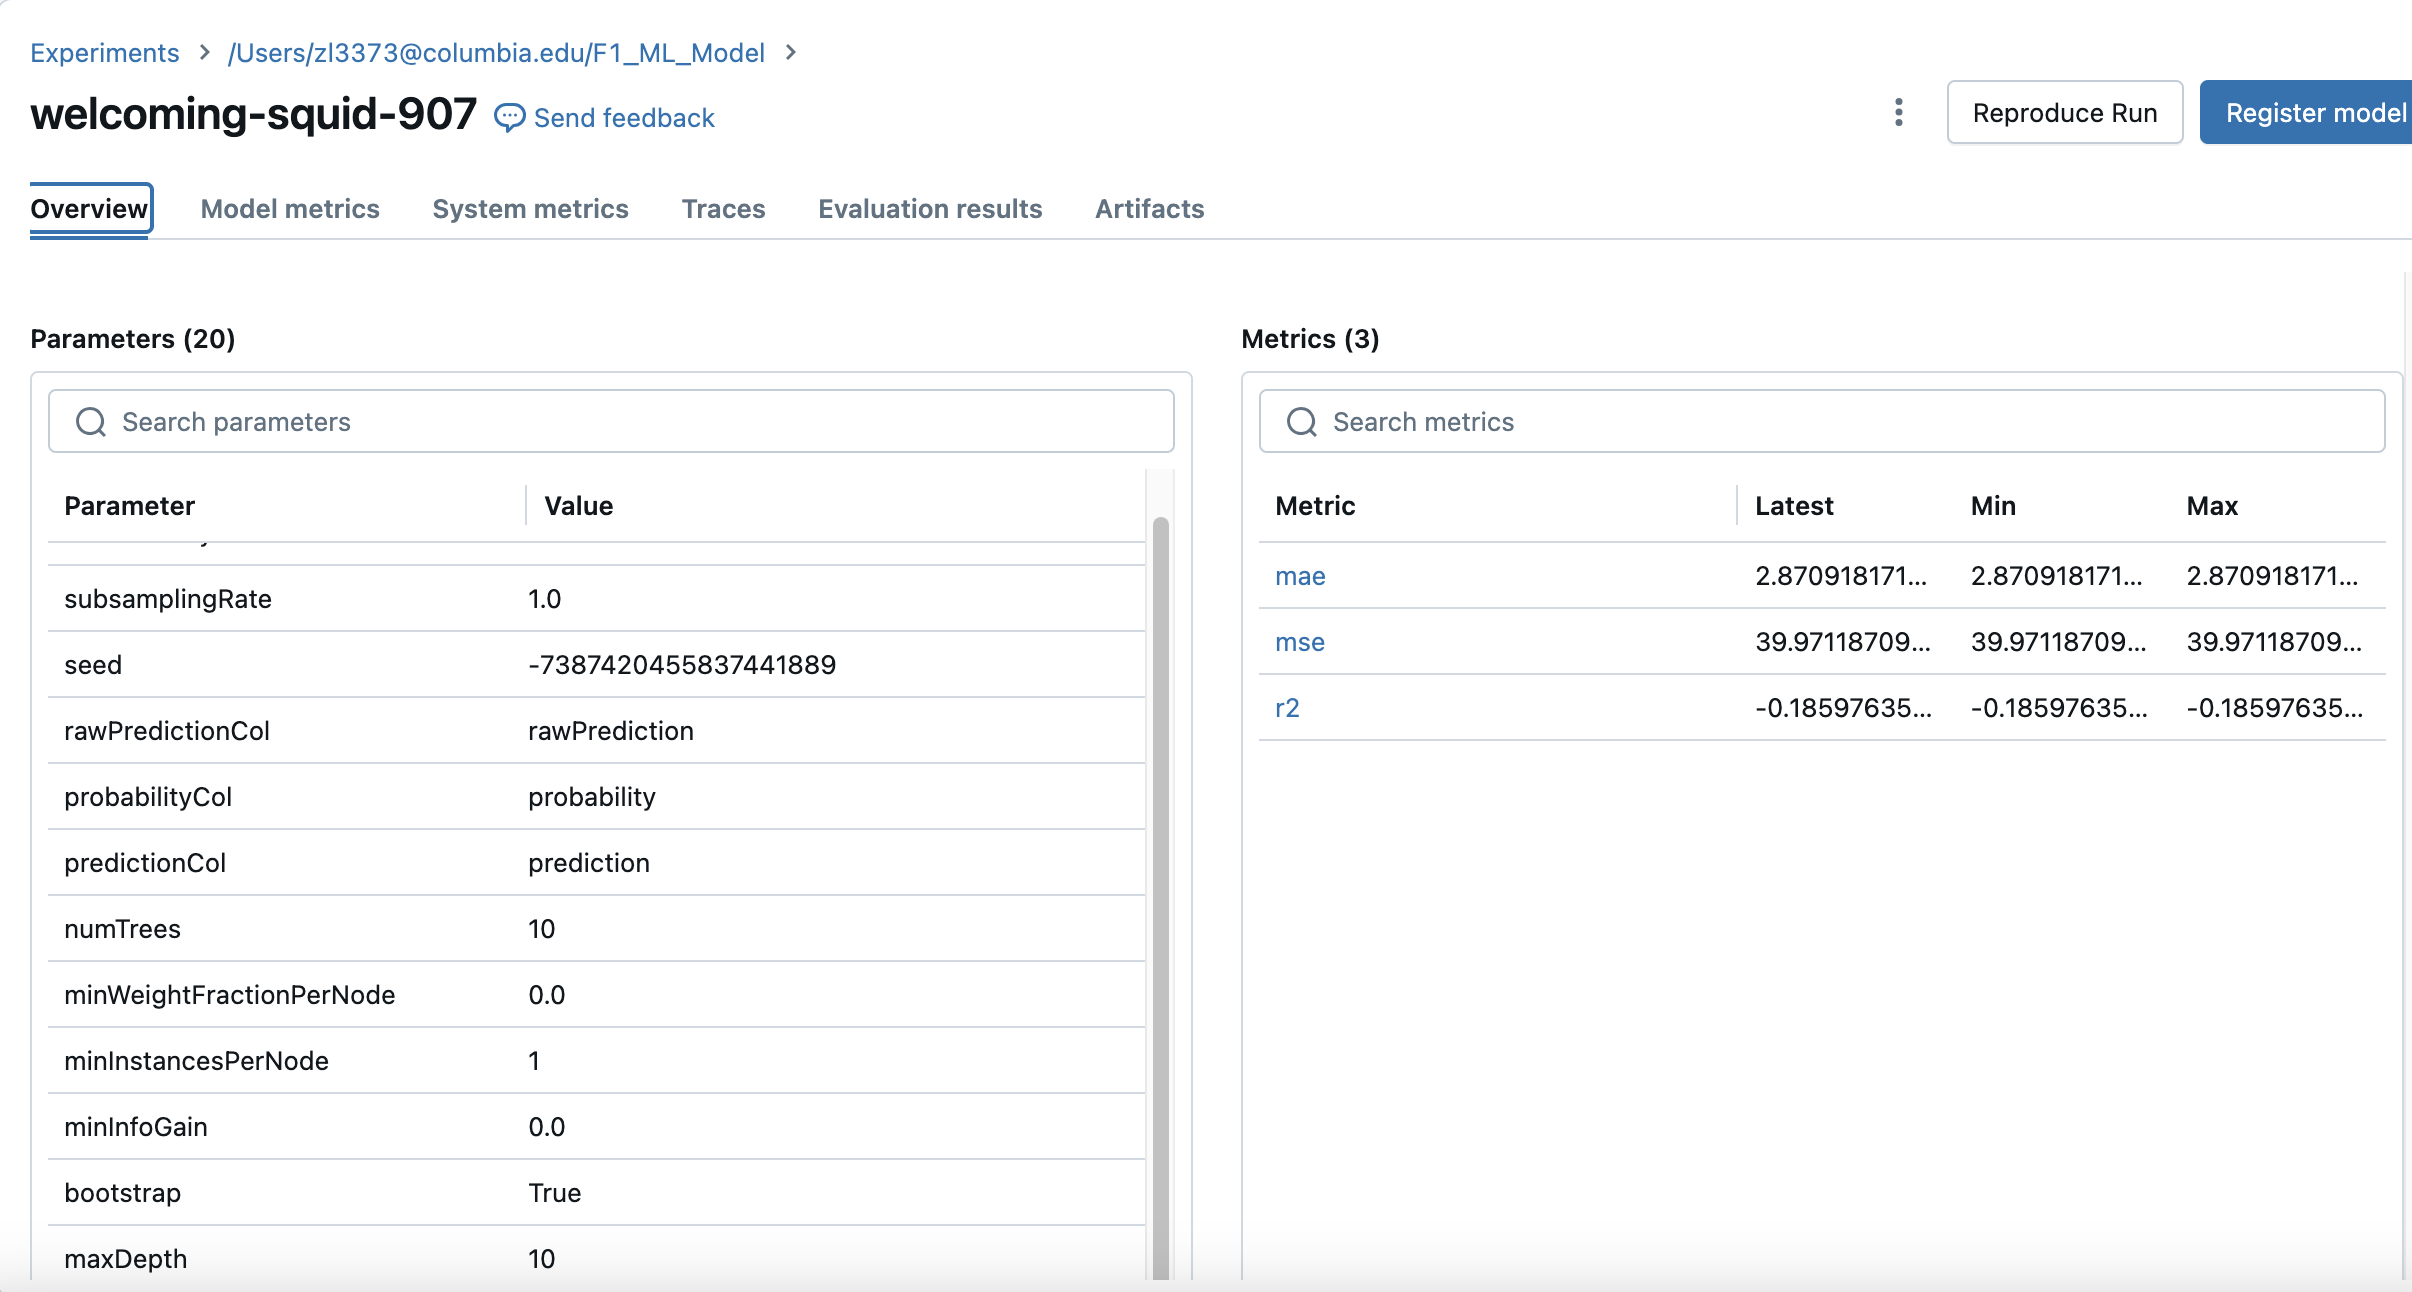 Experiments > /Users/zl3373@columbia.edu/F1_ML_Model >
welcoming-squid-907 Send feedback
Reproduce Run
Register model
Overview Model metrics System metrics Traces Evaluation results Artifacts
Parameters (20)
Search parameters
Parameter Value
subsamplingRate 1.0
seed -7387420455837441889
rawPredictionCol rawPrediction
probabilityCol probability
predictionCol prediction
numTrees 10
minWeightFractionPerNode 0.0
minInstancesPerNode 1
minInfoGain 0.0
bootstrap True
maxDepth 10
Metrics (3)
Search metrics
Metric Latest Min Max
mae 2.870918171... 2.870918171... 2.870918171...
mse 39.97118709... 39.97118709... 39.97118709...
r2 -0.18597635... -0.18597635... -0.18597635...